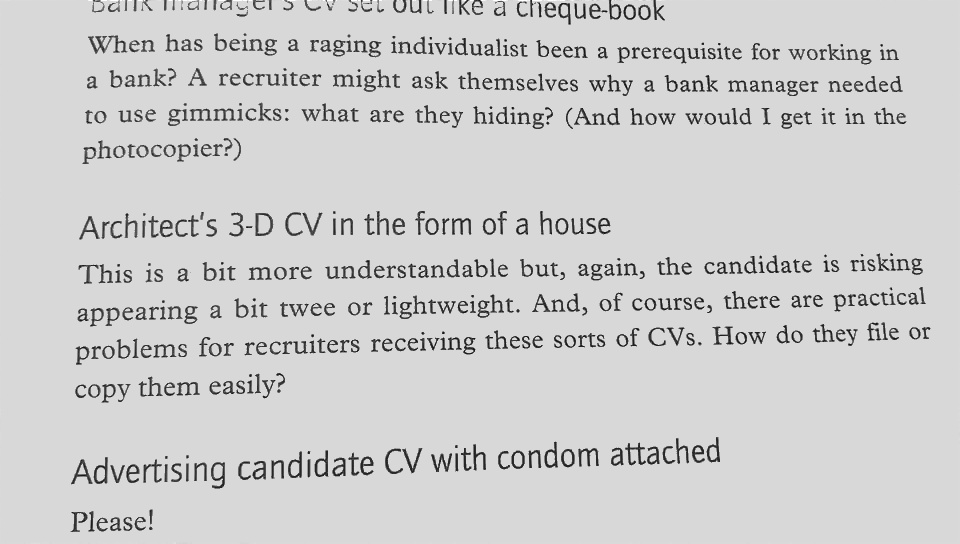 Bank manager's CV set out like a cheque-book
When has being a raging individualist been a prerequisite for working in
a bank? A recruiter might ask themselves why a bank manager needed
to use gimmicks: what are they hiding? (And how would I get it in the
photocopier?)
Architect's 3-D CV in the form of a house
This is a bit more understandable but, again, the candidate is risking
appearing a bit twee or lightweight. And, of course, there are practical
problems for recruiters receiving these sorts of CVs. How do they file or
copy them easily?
Advertising candidate CV with condom attached
Please!